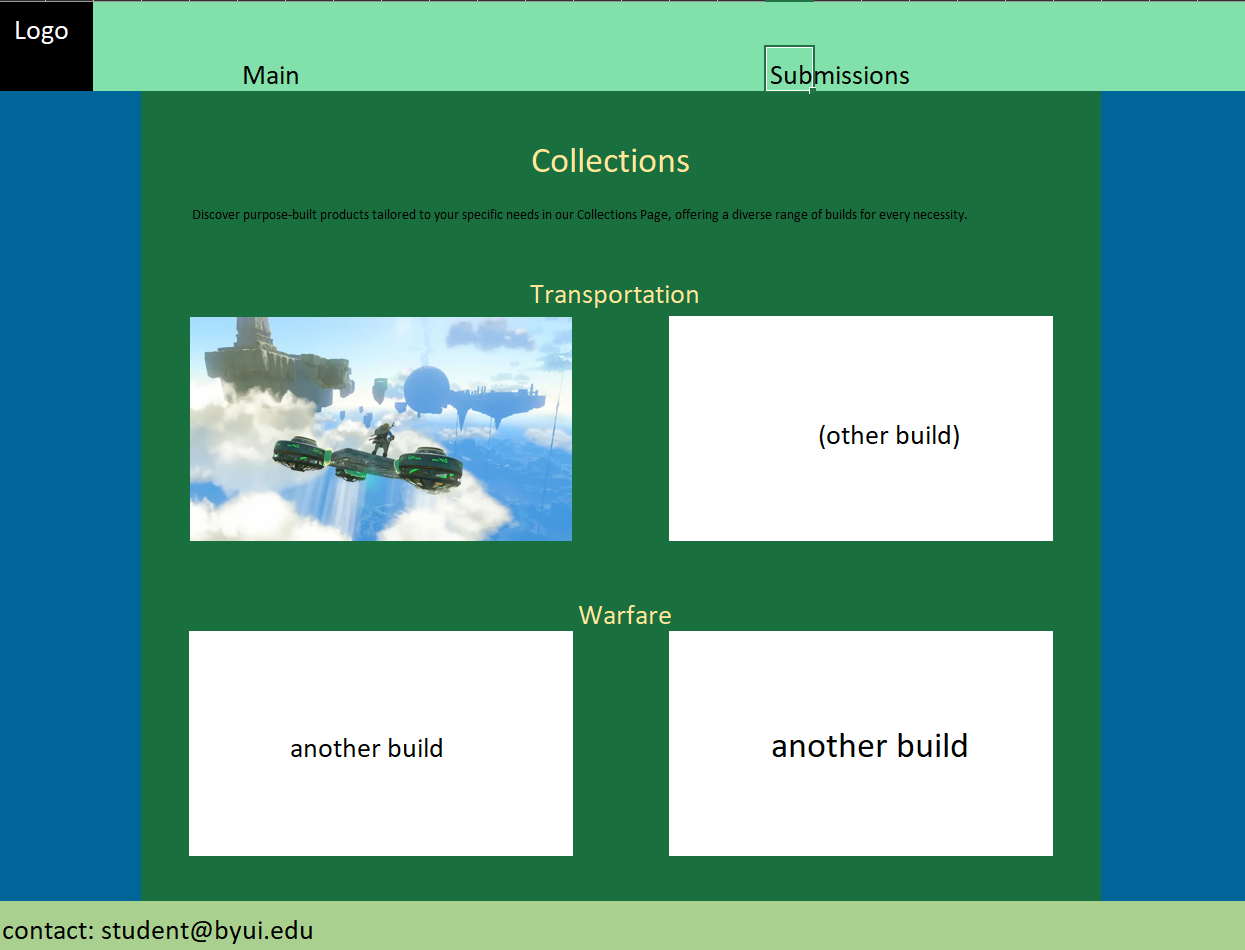 Logo
Main
Submissions
Collections
Discover purpose-built products tailored to your specific needs in our Collections Page, offering a diverse range of builds for every necessity.
Transportation
(other build)
Warfare
another build
another build
contact: student@byui.edu